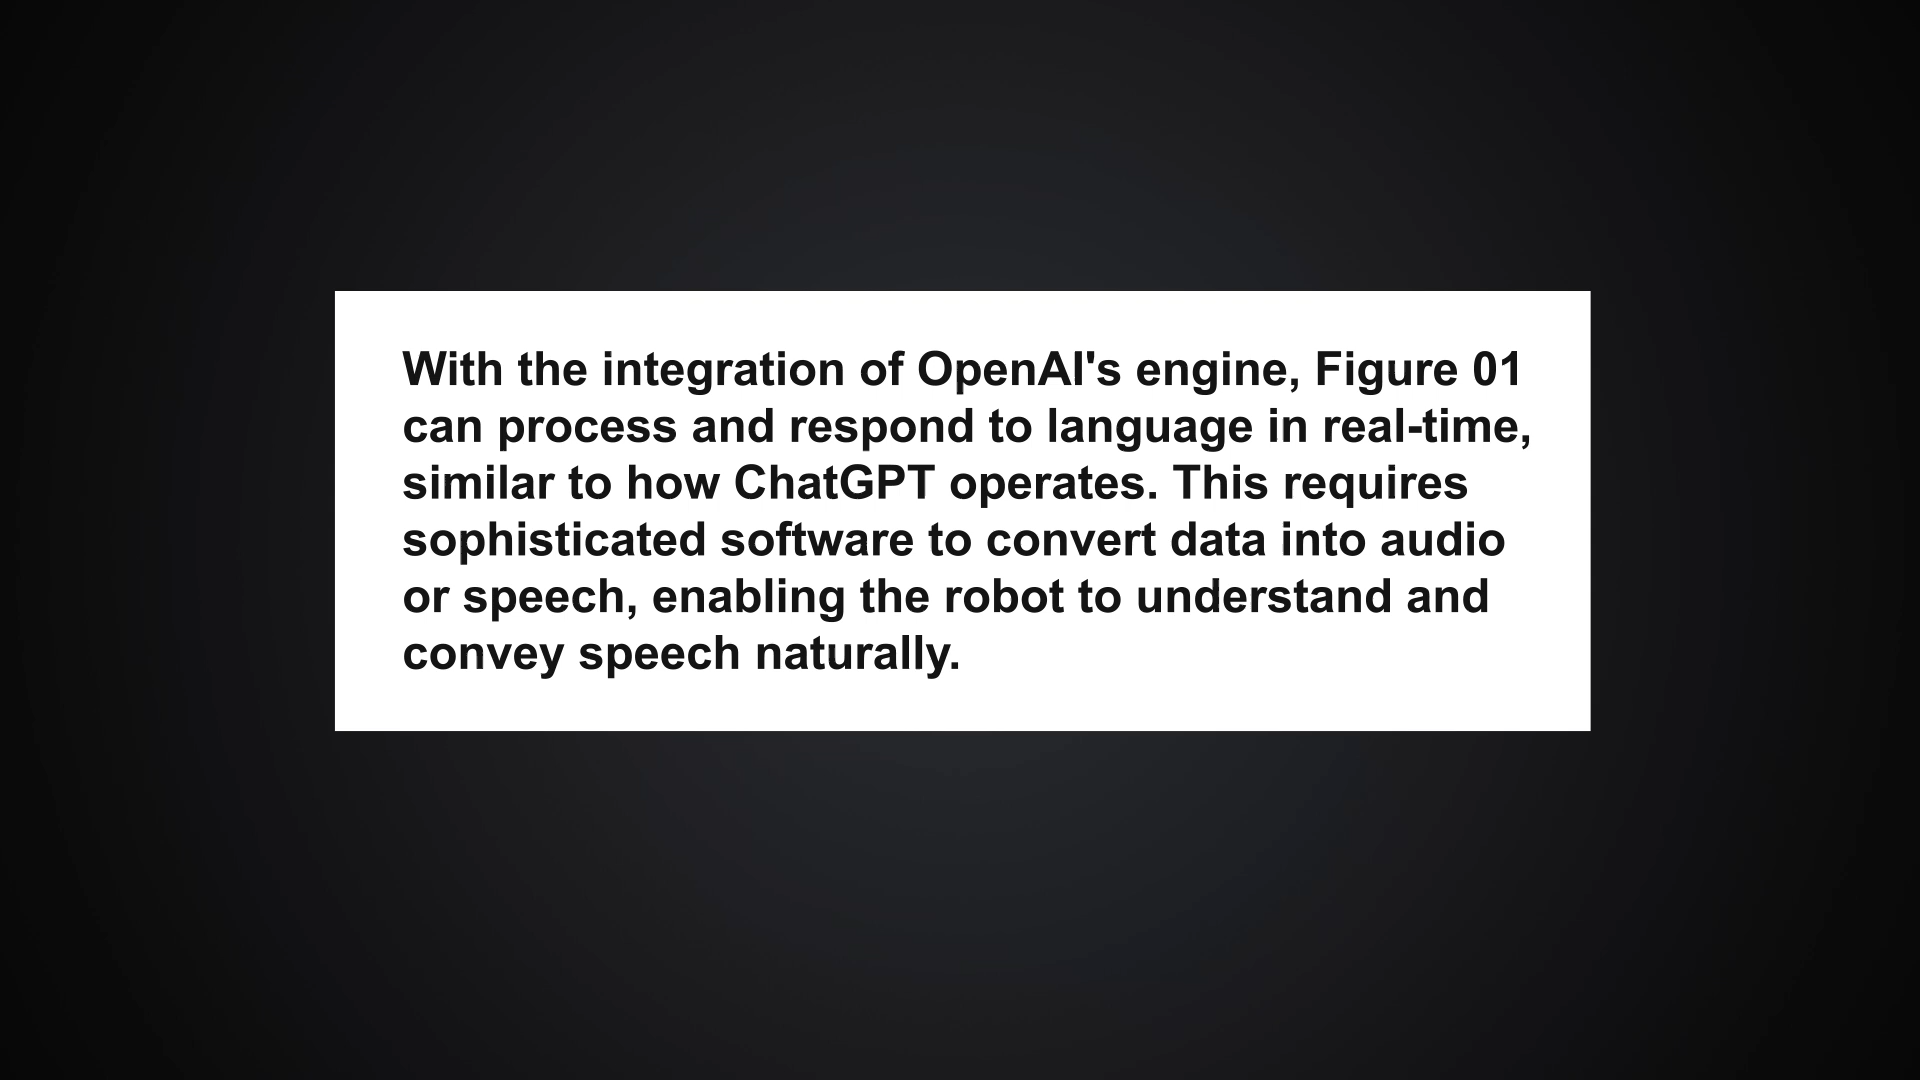 With the integration of OpenAI's engine, Figure 01
can process and respond to language in real-time,
similar to how ChatGPT operates. This requires
sophisticated software to convert data into audio
or speech, enabling the robot to understand and
convey speech naturally.